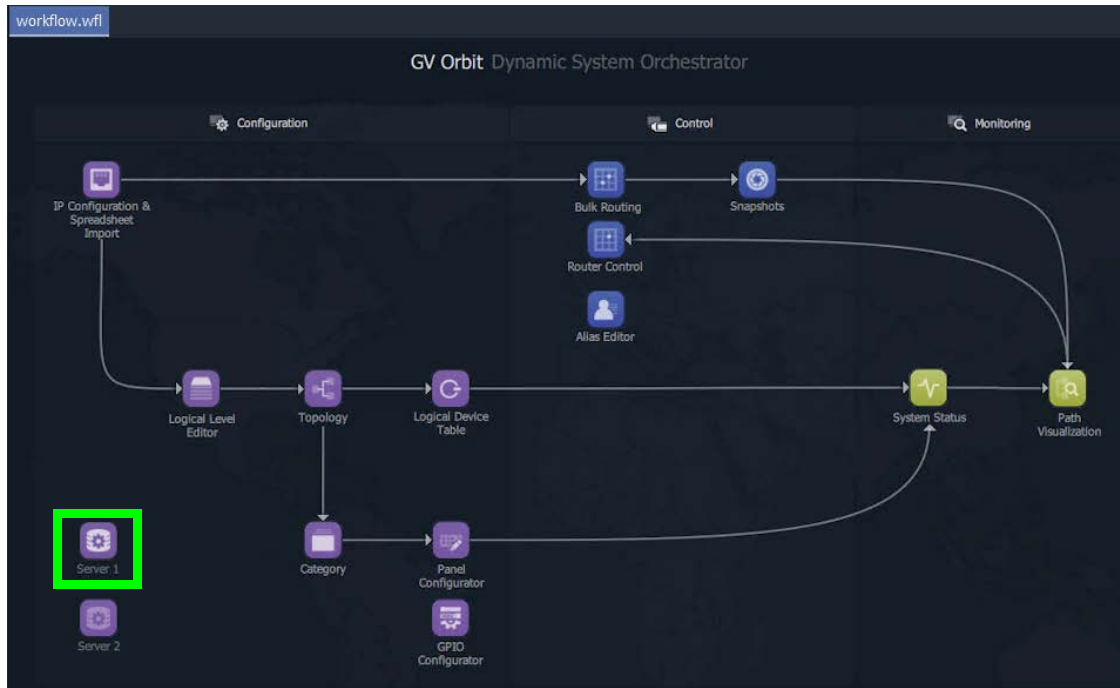 workflow.wfl
GV Orbit Dynamic System Orchestrator
Configuration
Control
Monitoring
IP Configuration &
Spreadsheet
Import
Bulk Routing
Snapshots
Router Control
Alias Editor
Logical Level
Editor
Topology
Logical Device
Table
System Status
Path
Visualization
Server 1
Category
Panel
Configurator
Server 2
GPIO
Configurator